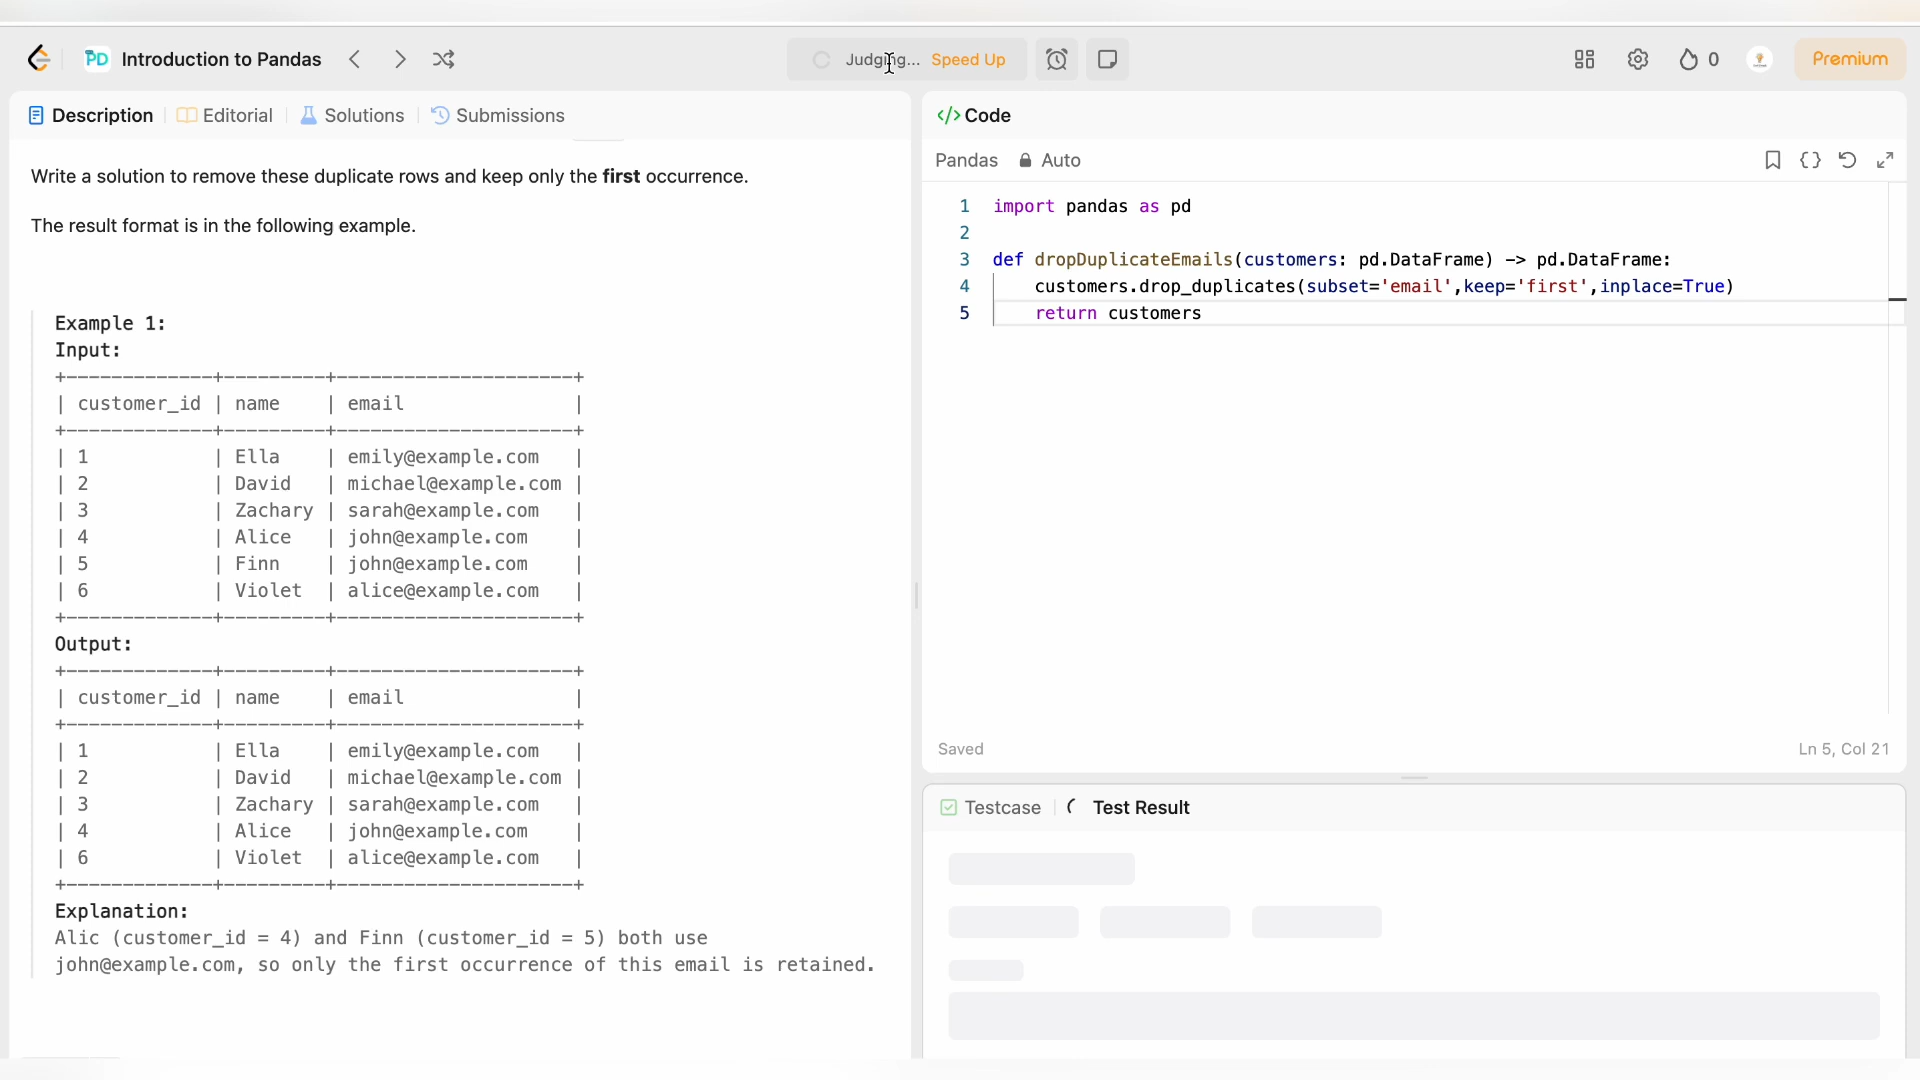 PD Introduction to Pandas
Judging... Speed Up
0
Premium
Description
Editorial
Solutions
Submissions
Write a solution to remove these duplicate rows and keep only the first occurrence.
The result format is in the following example.
Example 1:
Input:
+-------------+---------+---------------------+
| customer_id | name    | email               |
+-------------+---------+---------------------+
| 1           | Ella    | emily@example.com   |
| 2           | David   | michael@example.com |
| 3           | Zachary | sarah@example.com   |
| 4           | Alice   | john@example.com    |
| 5           | Finn    | john@example.com    |
| 6           | Violet  | alice@example.com   |
+-------------+---------+---------------------+
Output:
+-------------+---------+---------------------+
| customer_id | name    | email               |
+-------------+---------+---------------------+
| 1           | Ella    | emily@example.com   |
| 2           | David   | michael@example.com |
| 3           | Zachary | sarah@example.com   |
| 4           | Alice   | john@example.com    |
| 6           | Violet  | alice@example.com   |
+-------------+---------+---------------------+
Explanation:
Alic (customer_id = 4) and Finn (customer_id = 5) both use
john@example.com, so only the first occurrence of this email is retained.
</> Code
Pandas Auto
1 import pandas as pd
2
3 def dropDuplicateEmails(customers: pd.DataFrame) -> pd.DataFrame:
4     customers.drop_duplicates(subset='email',keep='first',inplace=True)
5     return customers
Saved
Ln 5, Col 21
Testcase
Test Result